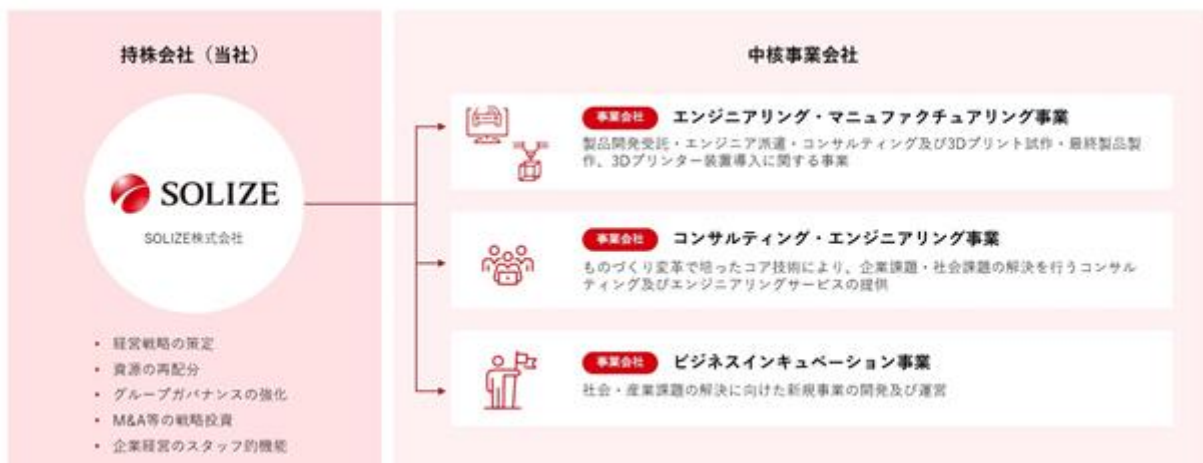 持株会社（当社）
SOLIZE
SOLIZE株式会社
• 経営戦略の策定
• 資源の再配分
• グループガバナンスの強化
• M&A等の戦略投資
• 企業経営のスタッフ的機能
中核事業会社
事業会社 エンジニアリング・マニュファクチュアリング事業
製品開発受託・エンジニア派遣・コンサルティング及び3Dプリント試作・最終製品製
作、3Dプリンター装置導入に関する事業
事業会社 コンサルティング・エンジニアリング事業
ものづくり変革で培ったコア技術により、企業課題・社会課題の解決を行うコンサル
ティング及びエンジニアリングサービスの提供
事業会社 ビジネスインキュベーション事業
社会・産業課題の解決に向けた新規事業の開発及び運営